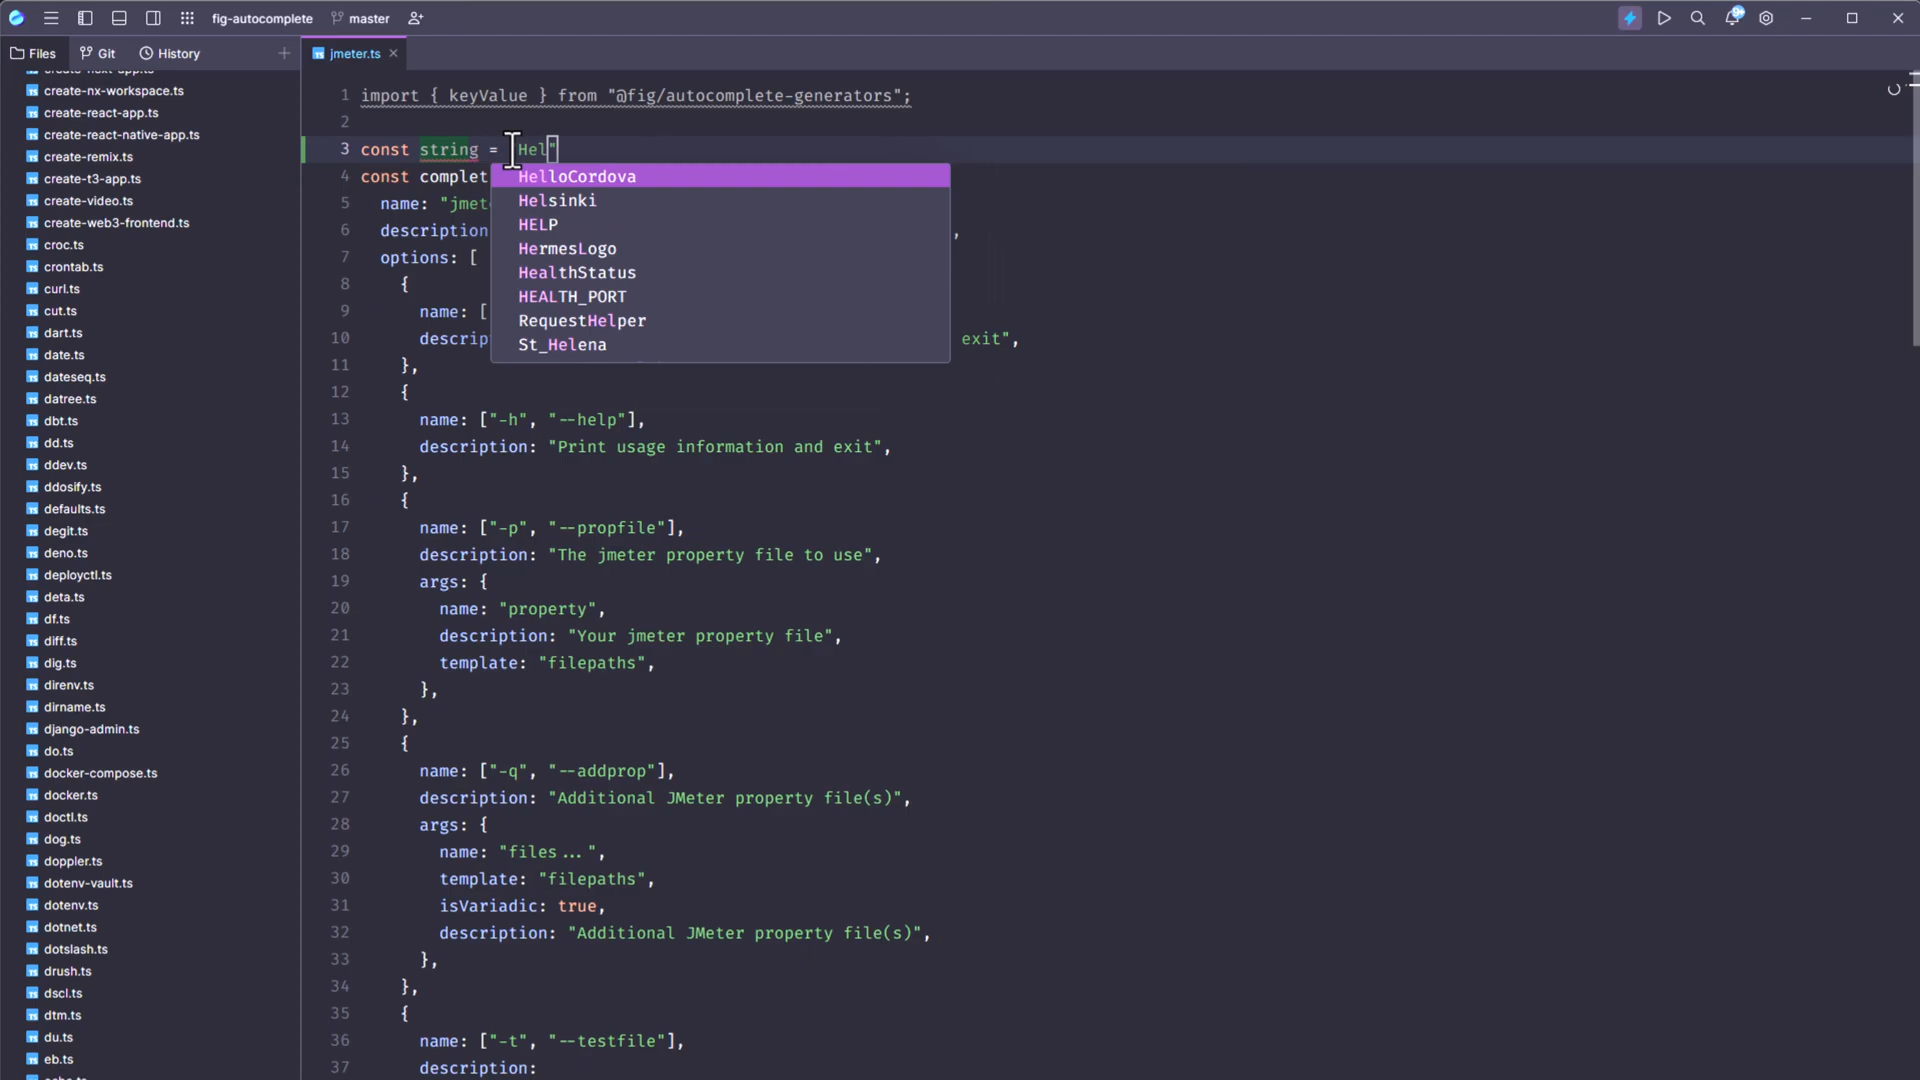 fig-autocomplete master
Files Git History +
jmeter.ts
create-nx-workspace.ts
create-react-app.ts
create-react-native-app.ts
create-remix.ts
create-t3-app.ts
create-video.ts
create-web3-frontend.ts
croc.ts
crontab.ts
curl.ts
cut.ts
dart.ts
date.ts
dateseq.ts
datree.ts
dbt.ts
dd.ts
ddev.ts
ddosify.ts
defaults.ts
degit.ts
deno.ts
deployctl.ts
deta.ts
df.ts
diff.ts
dig.ts
direnv.ts
dirname.ts
django-admin.ts
do.ts
docker-compose.ts
docker.ts
doctl.ts
dog.ts
doppler.ts
dotenv-vault.ts
dotenv.ts
dotnet.ts
dotslash.ts
drush.ts
dscl.ts
dtm.ts
du.ts
eb.ts
1 import { keyValue } from "@fig/autocomplete-generators";
2
3 const string = Hel"
4 const complet
5 name: "jmet
6 description ,
7 options: [
8 {
9 name: [
10 descrip exit",
11 },
12 {
13 name: ["-h", "--help"],
14 description: "Print usage information and exit",
15 },
16 {
17 name: ["-p", "--propfile"],
18 description: "The jmeter property file to use",
19 args: {
20 name: "property",
21 description: "Your jmeter property file",
22 template: "filepaths",
23 },
24 },
25 {
26 name: ["-q", "--addprop"],
27 description: "Additional JMeter property file(s)",
28 args: {
29 name: "files...",
30 template: "filepaths",
31 isVariadic: true,
32 description: "Additional JMeter property file(s)",
33 },
34 },
35 {
36 name: ["-t", "--testfile"],
37 description:
HelloCordova
Helsinki
HELP
HermesLogo
HealthStatus
HEALTH_PORT
RequestHelper
St_Helena